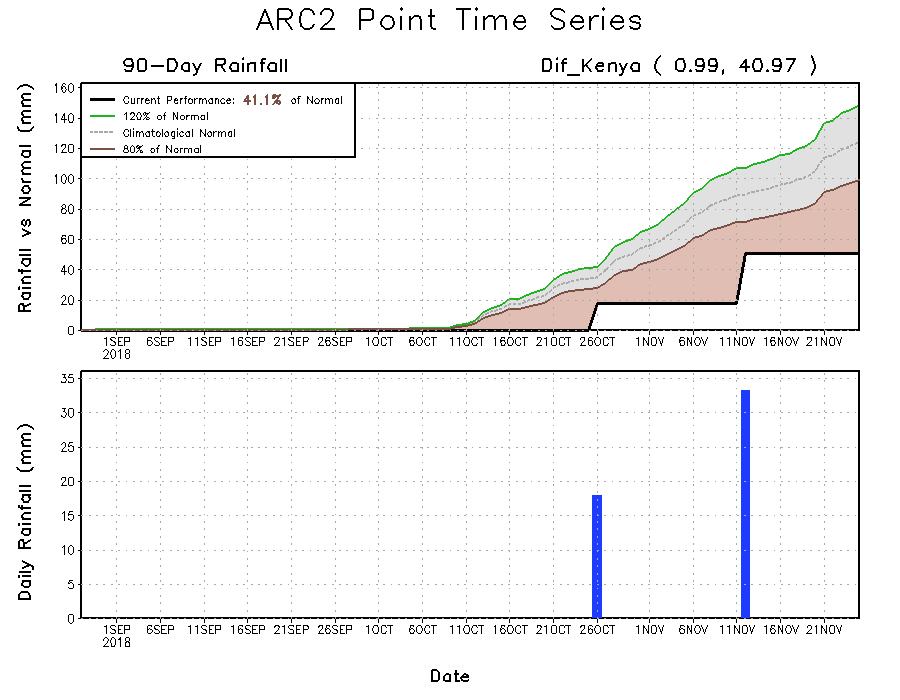 ARC2 Point Time Series
90-Day Rainfall
Dif_Kenya ( 0.99, 40.97 )
Rainfall vs Normal (mm)
160
140
120
100
80
60
40
20
0
Current Performance: 41.1% of Normal
120% of Normal
Climatological Normal
80% of Normal
1SEP 6SEP 11SEP 16SEP 21SEP 26SEP 1OCT 6OCT 11OCT 16OCT 21OCT 26OCT 1NOV 6NOV 11NOV 16NOV 21NOV
2018
Daily Rainfall (mm)
35
30
25
20
15
10
5
0
1SEP 6SEP 11SEP 16SEP 21SEP 26SEP 1OCT 6OCT 11OCT 16OCT 21OCT 26OCT 1NOV 6NOV 11NOV 16NOV 21NOV
2018
Date